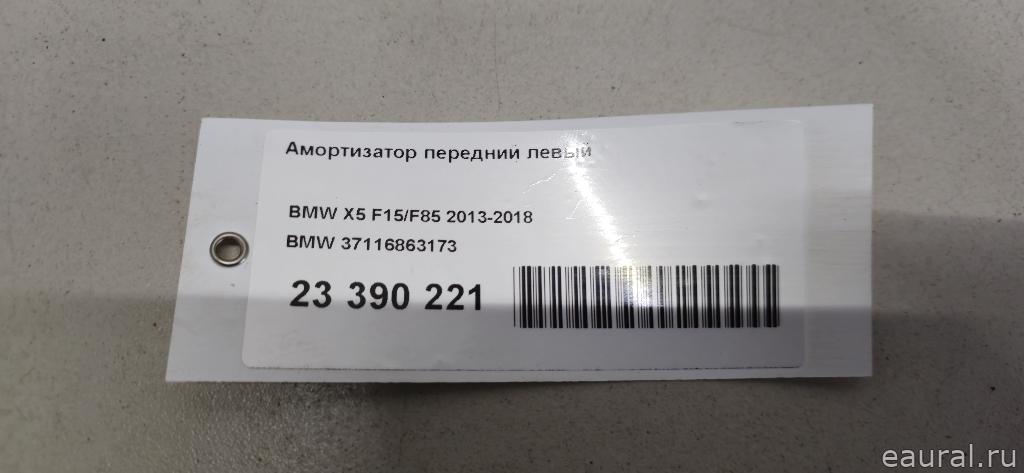 Амортизатор передний левый
BMW X5 F15/F85 2013-2018
BMW 37116863173
23 390 221
eaural.ru